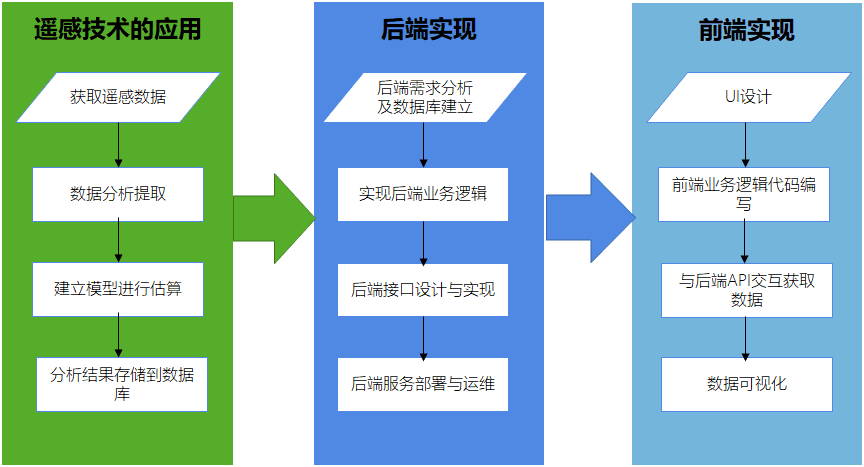 遥感技术的应用
获取遥感数据
数据分析提取
建立模型进行估算
分析结果存储到数据
库
后端实现
后端需求分析
及数据库建立
实现后端业务逻辑
后端接口设计与实现
后端服务部署与运维
前端实现
UI设计
前端业务逻辑代码编
写
与后端API交互获取
数据
数据可视化